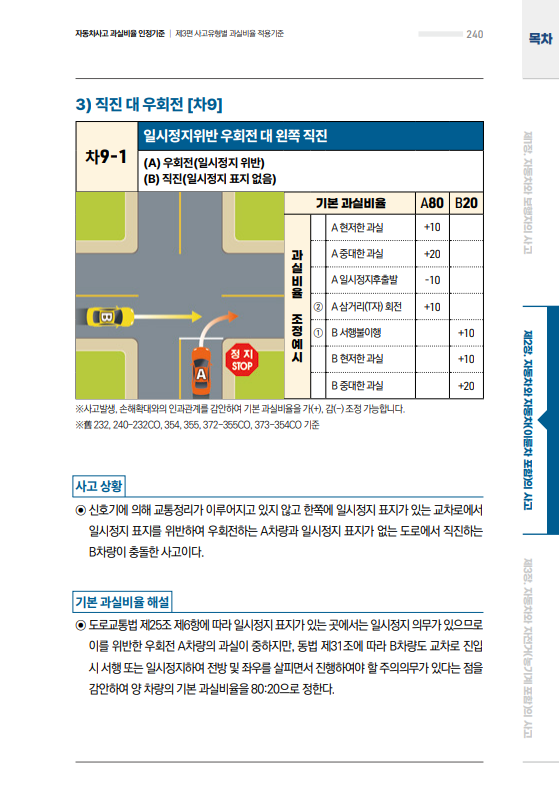 자동차사고 과실비율 인정기준 | 제3편 사고유형별 과실비율 적용기준
240
목차
3) 직진 대 우회전 [차9]
차9-1
일시정지위반 우회전 대 왼쪽 직진
(A) 우회전(일시정지 위반)
(B) 직진(일시정지 표지 없음)
기본 과실비율 A80 B20
과실비율 조정예시
A 현저한 과실 +10
A 중대한 과실 +20
A 일시정지후출발 -10
② A 삼거리(T자) 회전 +10
① B 서행불이행 +10
B 현저한 과실 +10
B 중대한 과실 +20
B
A
정 지
STOP
※사고발생, 손해확대와의 인과관계를 감안하여 기본 과실비율을 가(+), 감(-) 조정 가능합니다.
※舊 232, 240-232CO, 354, 355, 372-355CO, 373-354CO 기준
사고 상황
◉ 신호기에 의해 교통정리가 이루어지고 있지 않고 한쪽에 일시정지 표지가 있는 교차로에서
일시정지 표지를 위반하여 우회전하는 A차량과 일시정지 표지가 없는 도로에서 직진하는
B차량이 충돌한 사고이다.
기본 과실비율 해설
◉ 도로교통법 제25조 제6항에 따라 일시정지 표지가 있는 곳에서는 일시정지 의무가 있으므로
이를 위반한 우회전 A차량의 과실이 중하지만, 동법 제31조에 따라 B차량도 교차로 진입
시 서행 또는 일시정지하여 전방 및 좌우를 살피면서 진행하여야 할 주의의무가 있다는 점을
감안하여 양 차량의 기본 과실비율을 80:20으로 정한다.
제1장. 자동차와 보행자의 사고
제2장. 자동차와 자동차(이륜차 포함)의 사고
제3장. 자동차와 자전거(농기계 포함)의 사고